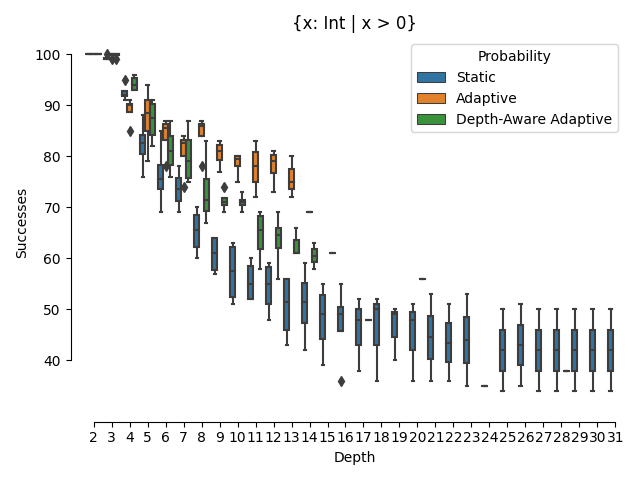 {x: Int | x > 0}
Probability
Static
Adaptive
Depth-Aware Adaptive
100
90
80
70
60
50
40
Successes
2 3 4 5 6 7 8 9 10 11 12 13 14 15 16 17 18 19 20 21 22 23 24 25 26 27 28 29 30 31
Depth